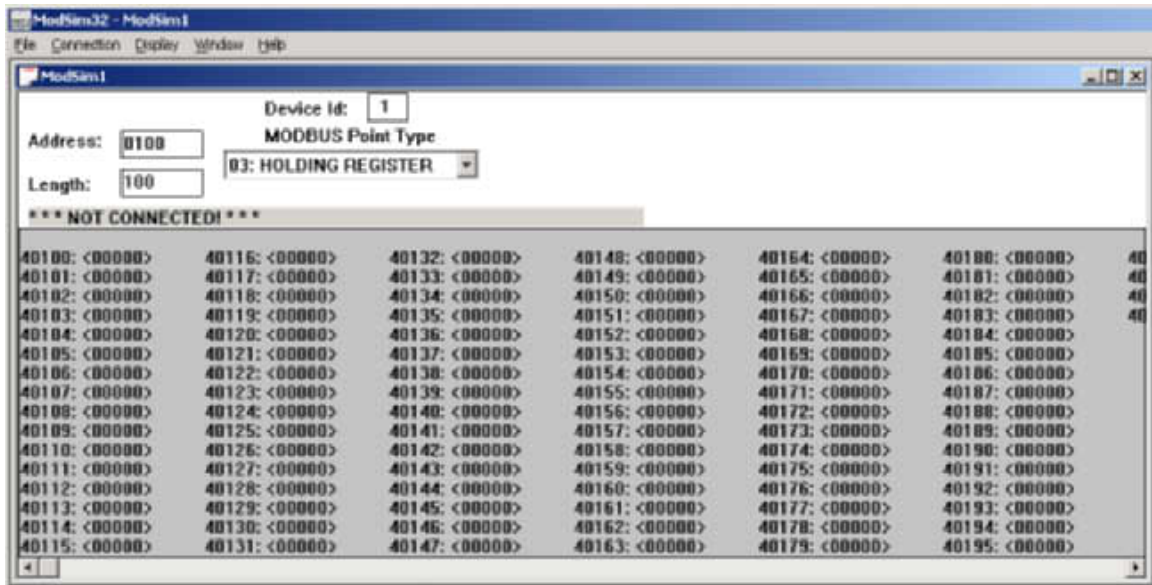 ModSim32 - ModSim1
File Connection Display Window Help
ModSim1
Device Id: 1
Address: 0100 MODBUS Point Type
03: HOLDING REGISTER
Length: 100
* * * NOT CONNECTED! * * *
40100: <00000> 40116: <00000> 40132: <00000> 40148: <00000> 40164: <00000> 40180: <00000> 40
40101: <00000> 40117: <00000> 40133: <00000> 40149: <00000> 40165: <00000> 40181: <00000> 40
40102: <00000> 40118: <00000> 40134: <00000> 40150: <00000> 40166: <00000> 40182: <00000> 40
40103: <00000> 40119: <00000> 40135: <00000> 40151: <00000> 40167: <00000> 40183: <00000> 40
40104: <00000> 40120: <00000> 40136: <00000> 40152: <00000> 40168: <00000> 40184: <00000>
40105: <00000> 40121: <00000> 40137: <00000> 40153: <00000> 40169: <00000> 40185: <00000>
40106: <00000> 40122: <00000> 40138: <00000> 40154: <00000> 40170: <00000> 40186: <00000>
40107: <00000> 40123: <00000> 40139: <00000> 40155: <00000> 40171: <00000> 40187: <00000>
40108: <00000> 40124: <00000> 40140: <00000> 40156: <00000> 40172: <00000> 40188: <00000>
40109: <00000> 40125: <00000> 40141: <00000> 40157: <00000> 40173: <00000> 40189: <00000>
40110: <00000> 40126: <00000> 40142: <00000> 40158: <00000> 40174: <00000> 40190: <00000>
40111: <00000> 40127: <00000> 40143: <00000> 40159: <00000> 40175: <00000> 40191: <00000>
40112: <00000> 40128: <00000> 40144: <00000> 40160: <00000> 40176: <00000> 40192: <00000>
40113: <00000> 40129: <00000> 40145: <00000> 40161: <00000> 40177: <00000> 40193: <00000>
40114: <00000> 40130: <00000> 40146: <00000> 40162: <00000> 40178: <00000> 40194: <00000>
40115: <00000> 40131: <00000> 40147: <00000> 40163: <00000> 40179: <00000> 40195: <00000>